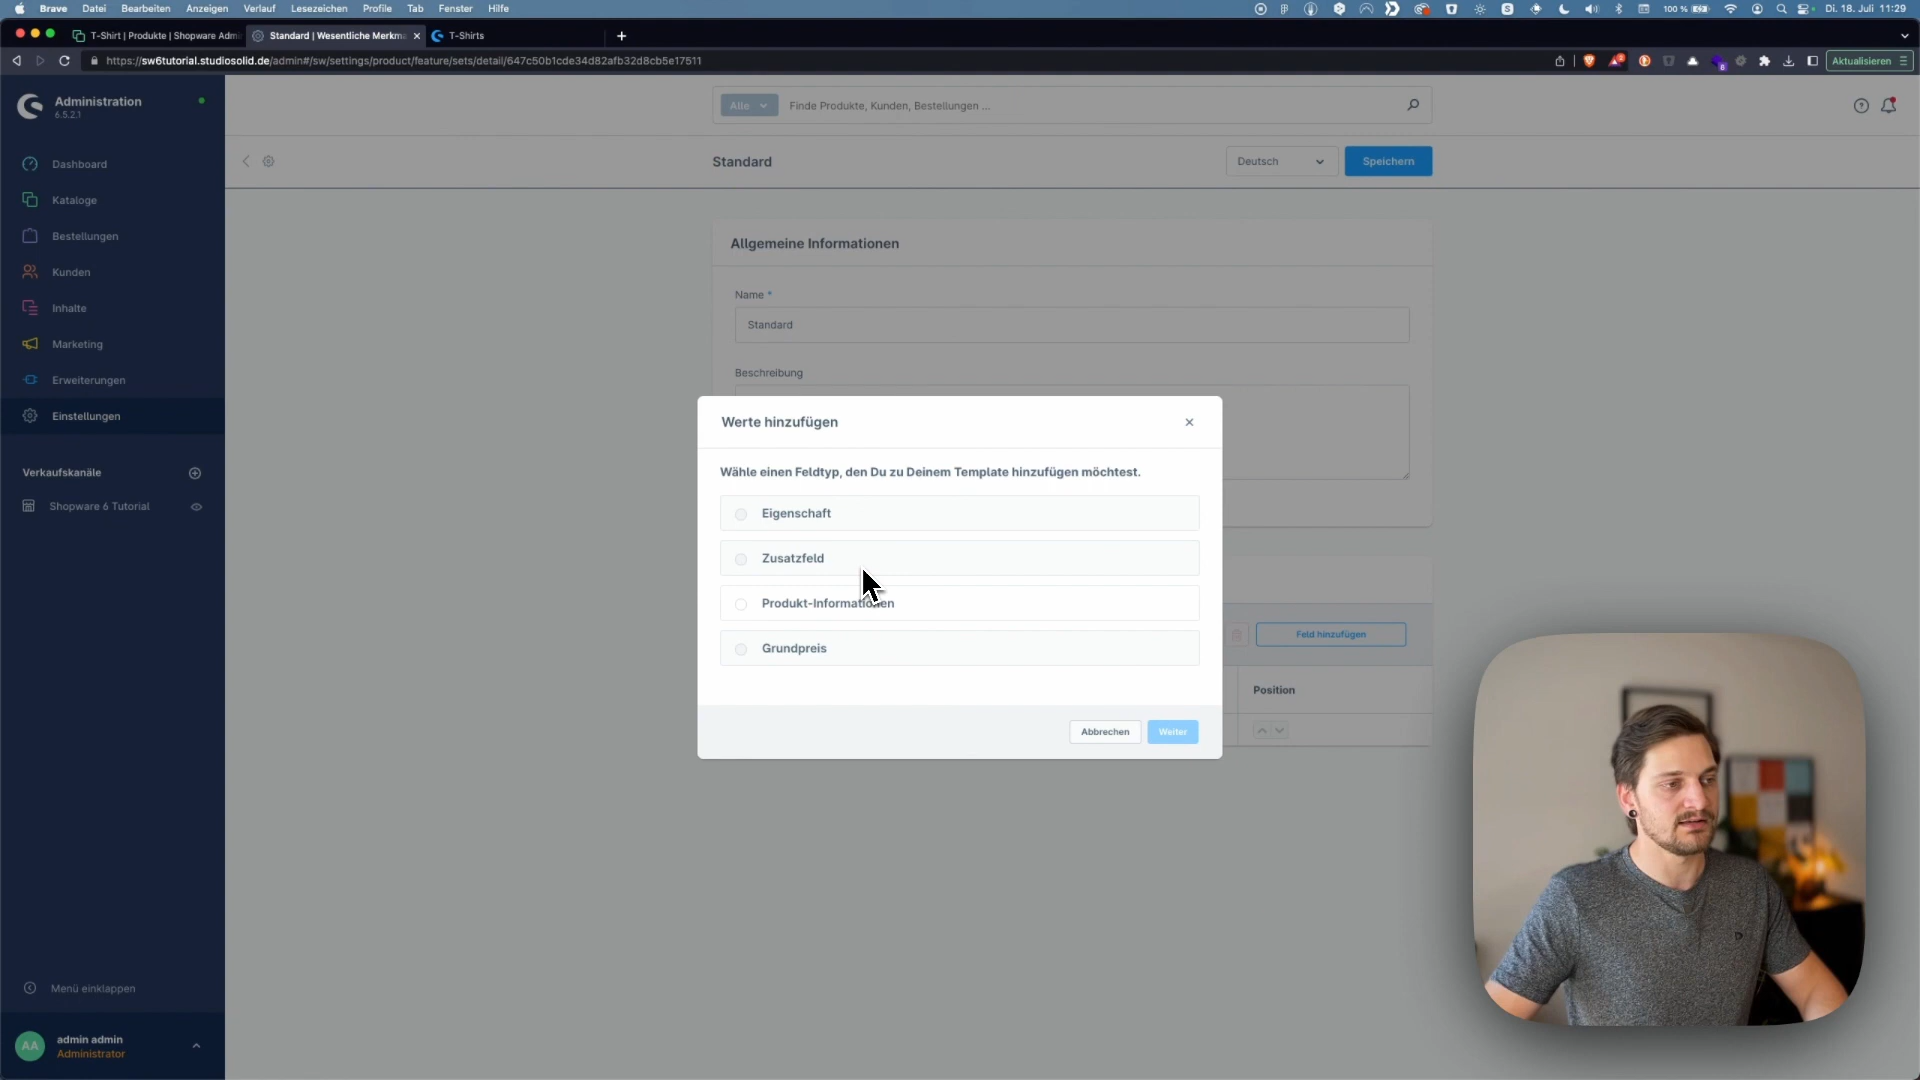 Brave Datei Bearbeiten Anzeigen Verlauf Lesezeichen Profile Tab Fenster Hilfe 100 % Di. 18. Juli 11:29
T-Shirt | Produkte | Shopware Admi Standard | Wesentliche Merkma T-Shirts
https://sw6tutorial.studiosolid.de/admin#/sw/settings/product/feature/sets/detail/647c50b1cde34d82afb32d8cb5e17511 Aktualisieren
Administration
6.5.2.1
Alle Finde Produkte, Kunden, Bestellungen ...
Dashboard
Kataloge
Bestellungen
Kunden
Inhalte
Marketing
Erweiterungen
Einstellungen
Verkaufskanäle
Shopware 6 Tutorial
Menü einklappen
AA
admin admin
Administrator
Standard Deutsch Speichern
Allgemeine Informationen
Name *
Standard
Beschreibung
Feld hinzufügen
Position
Werte hinzufügen
Wähle einen Feldtyp, den Du zu Deinem Template hinzufügen möchtest.
Eigenschaft
Zusatzfeld
Produkt-Informationen
Grundpreis
Abbrechen Weiter